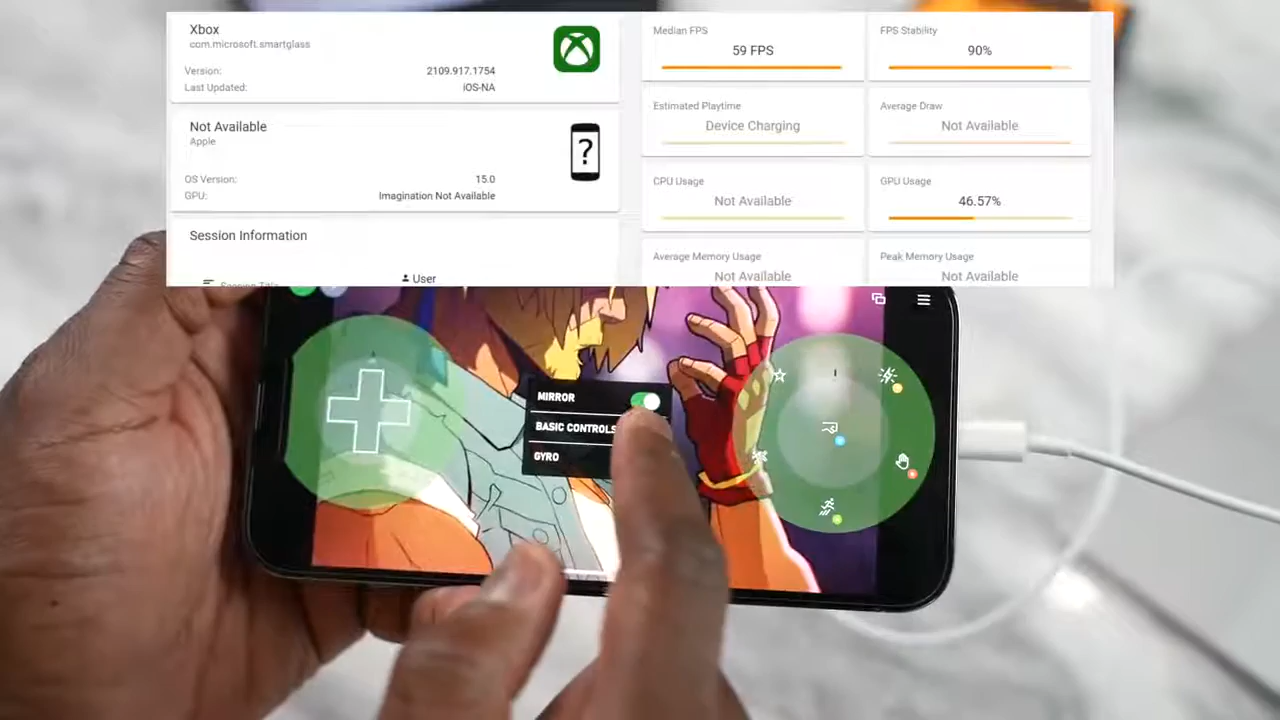 Xbox
com.microsoft.smartglass
Version: 2109.917.1754
Last Updated: iOS-NA
Not Available
Apple
?
OS Version: 15.0
GPU: Imagination Not Available
Session Information
Session Title
User
Median FPS
59 FPS
FPS Stability
90%
Estimated Playtime
Device Charging
Average Draw
Not Available
CPU Usage
Not Available
GPU Usage
46.57%
Average Memory Usage
Not Available
Peak Memory Usage
Not Available
MIRROR
BASIC CONTROLS
GYRO